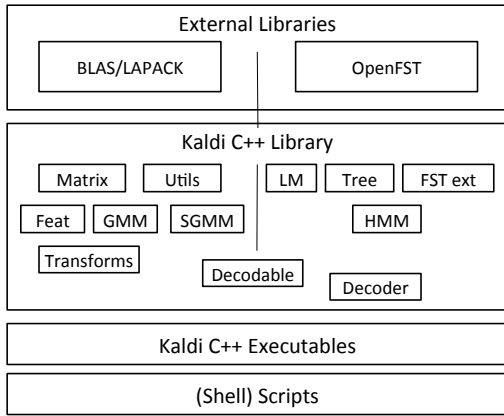 External Libraries
BLAS/LAPACK OpenFST
Kaldi C++ Library
Matrix Utils LM Tree FST ext
Feat GMM SGMM HMM
Transforms
Decodable
Decoder
Kaldi C++ Executables
(Shell) Scripts